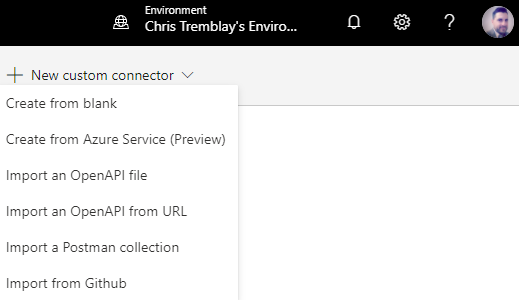 Environment
Chris Tremblay's Enviro...
New custom connector
Create from blank
Create from Azure Service (Preview)
Import an OpenAPI file
Import an OpenAPI from URL
Import a Postman collection
Import from Github